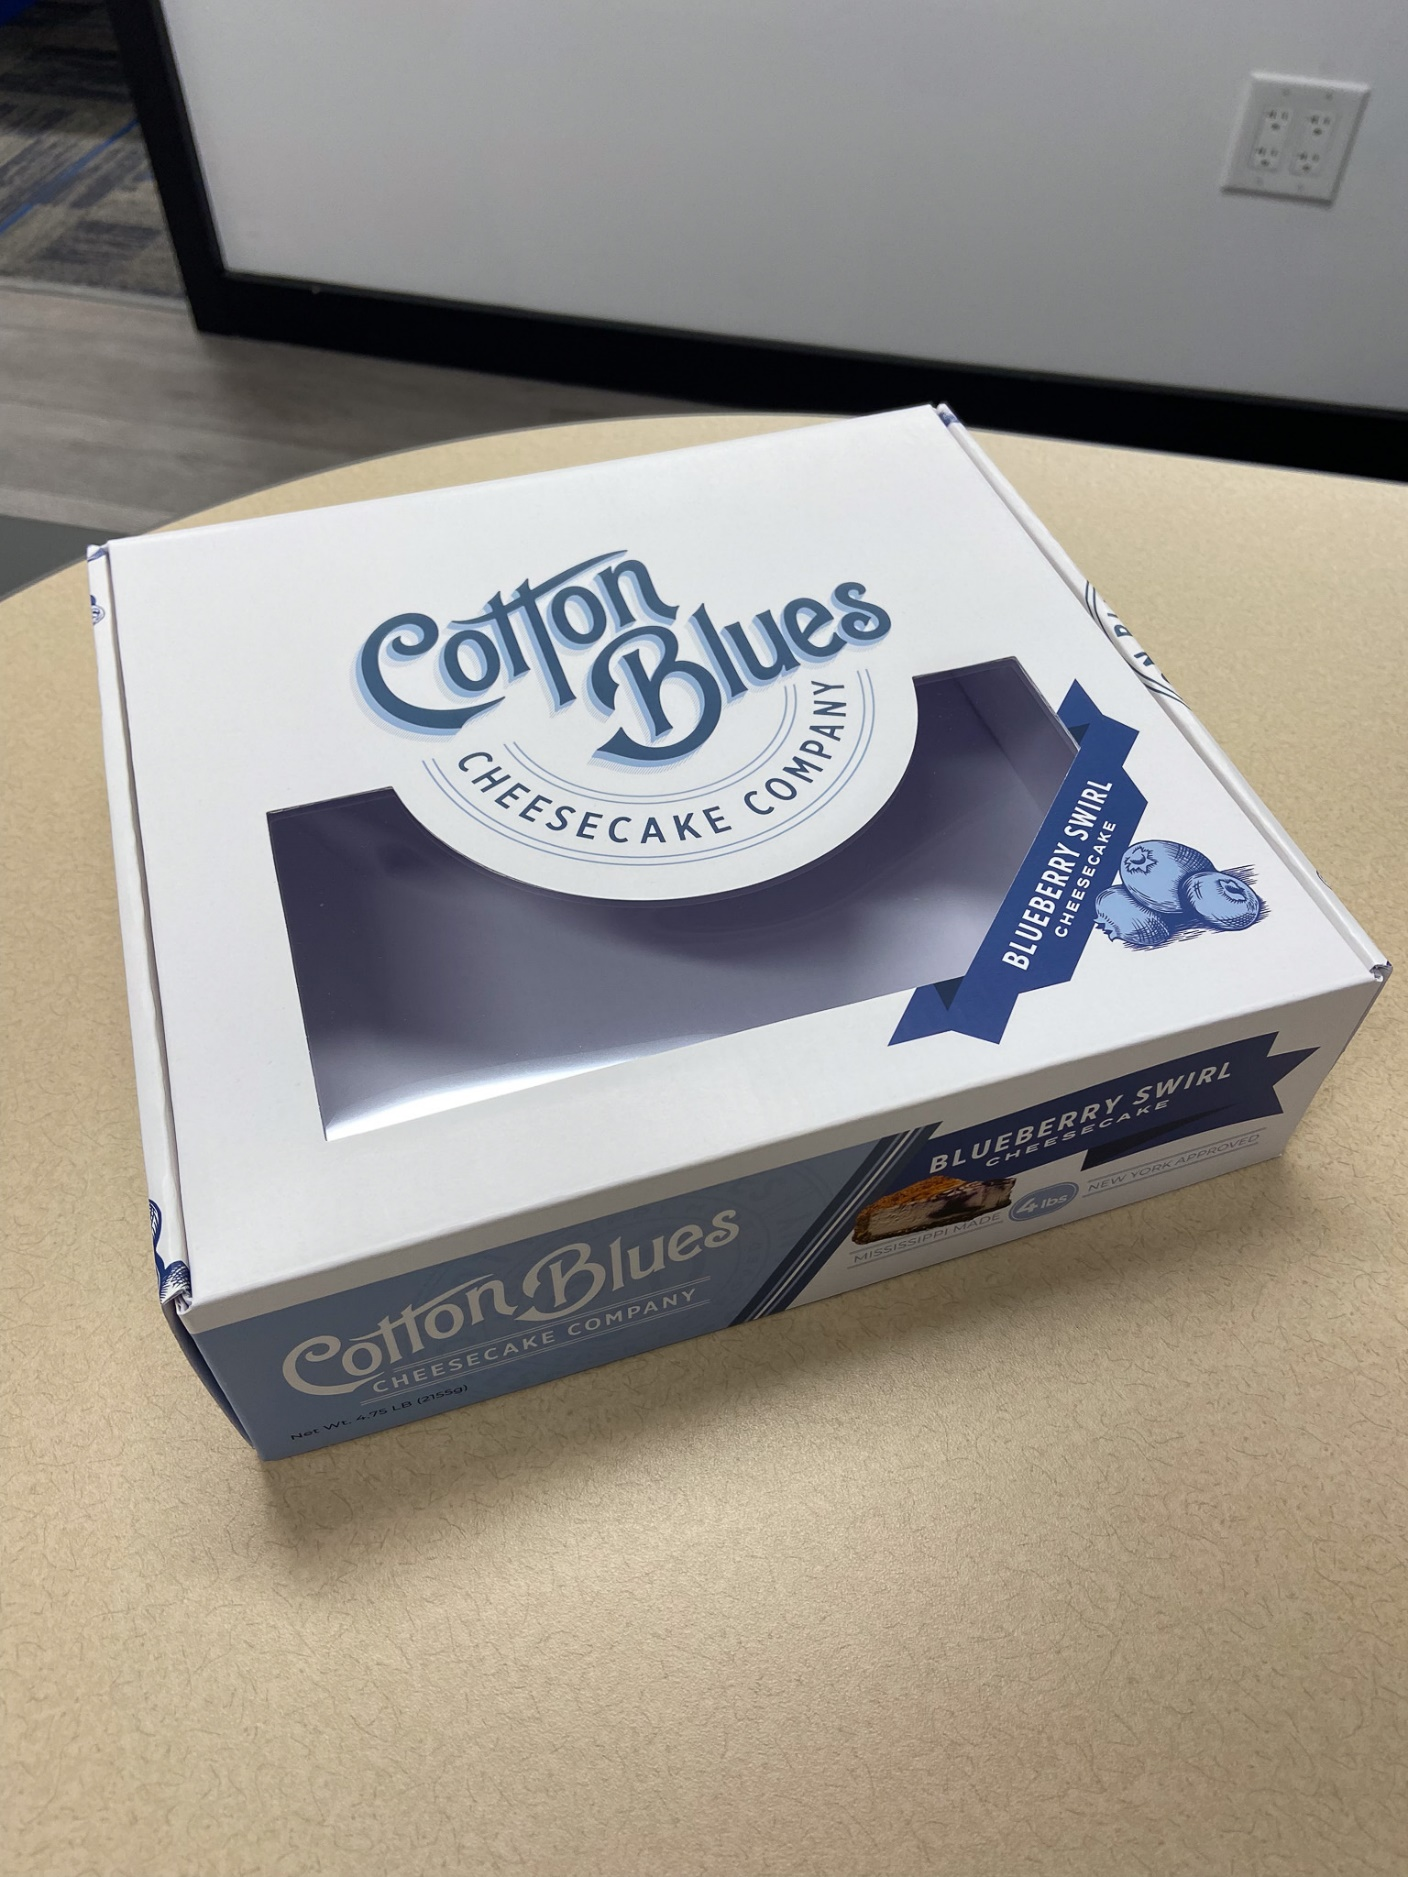 Cotton
Blues
CHEESECAKE COMPANY
BLUEBERRY SWIRL
CHEESECAKE
BLUEBERRY SWIRL
CHEESECAKE
MISSISSIPPI MADE
4 lbs
NEW YORK APPROVED
Cotton Blues
CHEESECAKE COMPANY
Net Wt. 4.75 LB (2155g)